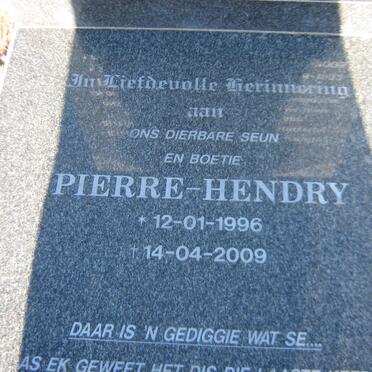 In Liefdevolle Herinnering
aan
ONS DIERBARE SEUN
EN BOETIE
PIERRE-HENDRY
* 12-01-1996
† 14-04-2009
DAAR IS 'N GEDIGGIE WAT SE....
AS EK GEWEET HET DIS DIE LAASTE